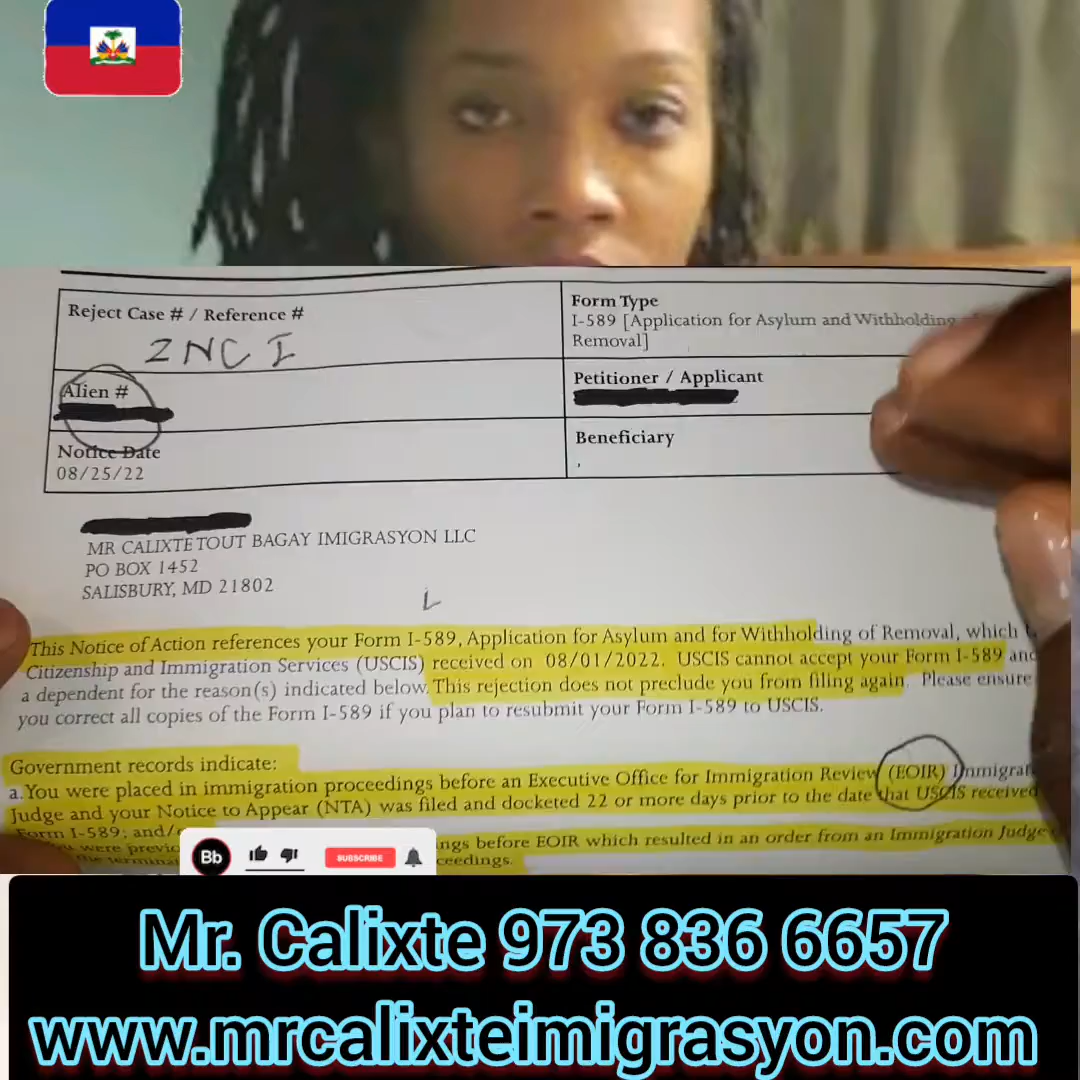 Reject Case # / Reference #
ZNCI
Form Type
I-589 [Application for Asylum and Withholding of
Removal]
Alien #
Petitioner / Applicant
Notice Date
08/25/22
Beneficiary
MR CALIXTE TOUT BAGAY IMIGRASYON LLC
PO BOX 1452
SALISBURY, MD 21802
This Notice of Action references your Form I-589, Application for Asylum and for Withholding of Removal, which
Citizenship and Immigration Services (USCIS) received on 08/01/2022. USCIS cannot accept your Form I-589 and
a dependent for the reason(s) indicated below. This rejection does not preclude you from filing again. Please ensure
you correct all copies of the Form I-589 if you plan to resubmit your Form I-589 to USCIS.
Government records indicate:
a. You were placed in immigration proceedings before an Executive Office for Immigration Review (EOIR) Immigrat
Judge and your Notice to Appear (NTA) was filed and docketed 22 or more days prior to the date that USCIS received
Form I-589; and/
were previo
ngs before EOIR which resulted in an order from an Immigration Judge
the termina
ceedings.
Bb
SUBSCRIBE
Mr. Calixte 973 836 6657
www.mrcalixteimigrasyon.com